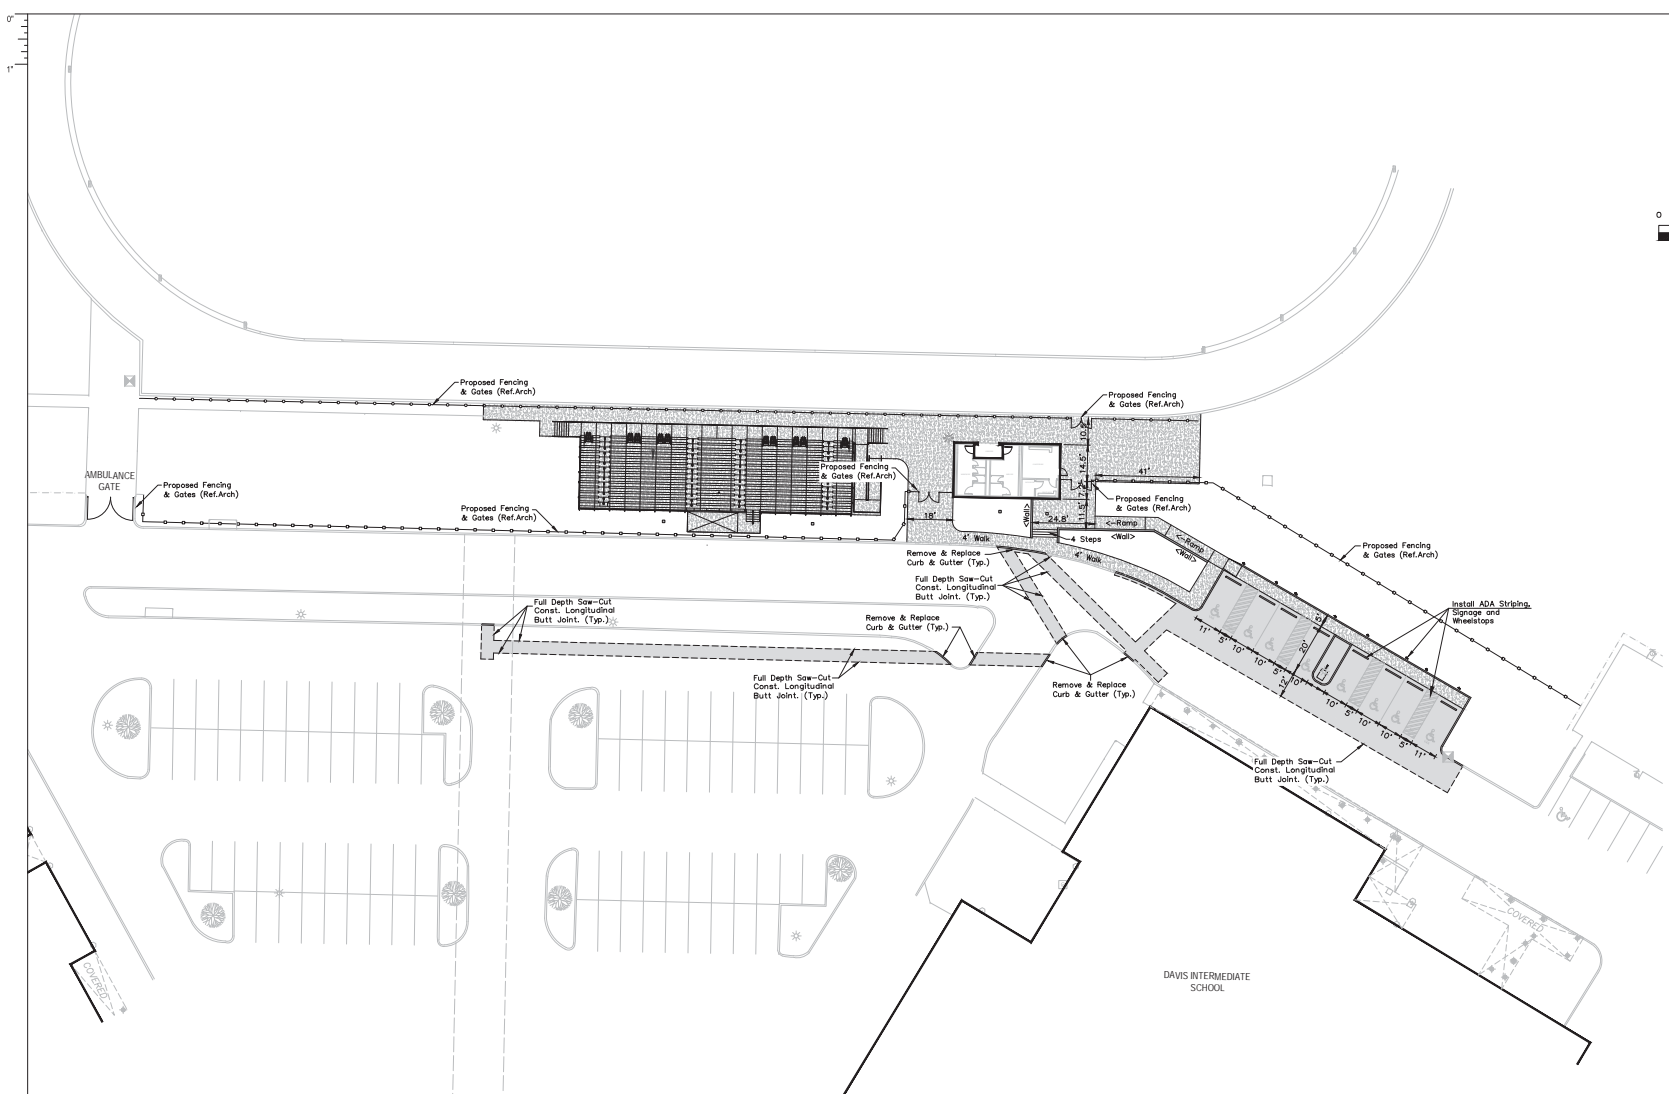 0"
1"
0
Proposed Fencing
& Gates (Ref.Arch)
Proposed Fencing
& Gates (Ref.Arch)
10.2'
14.5'
41'
AMBULANCE
GATE
Proposed Fencing
& Gates (Ref.Arch)
Proposed Fencing
& Gates (Ref.Arch)
17.2'
Proposed Fencing
& Gates (Ref.Arch)
Proposed Fencing
& Gates (Ref.Arch)
11.5'
18'
<Wall>
24.8'
<-Ramp
4' Walk
4 Steps
<Wall>
<-Ramp
<Wall>
Proposed Fencing
& Gates (Ref.Arch)
Remove & Replace
Curb & Gutter (Typ.)
4' Walk
Full Depth Saw-Cut
Const. Longitudinal
Butt Joint. (Typ.)
Full Depth Saw-Cut
Const. Longitudinal
Butt Joint. (Typ.)
Remove & Replace
Curb & Gutter (Typ.)
Install ADA Striping,
Signage and
Wheelstops
11'
5'
10'
10'
5'
10'
5'
20'
12'
10'
5'
10'
10'
5'
11'
Full Depth Saw-Cut
Const. Longitudinal
Butt Joint. (Typ.)
Remove & Replace
Curb & Gutter (Typ.)
Full Depth Saw-Cut
Const. Longitudinal
Butt Joint. (Typ.)
COVERED
COVERED
DAVIS INTERMEDIATE
SCHOOL